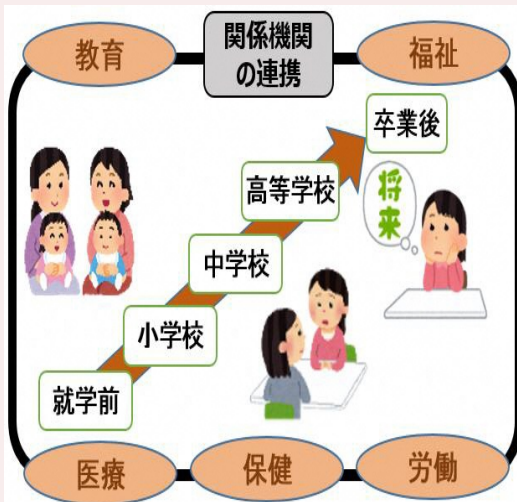 教育
関係機関
の連携
福祉
卒業後
高等学校
将
来
中学校
小学校
就学前
医療
保健
労働